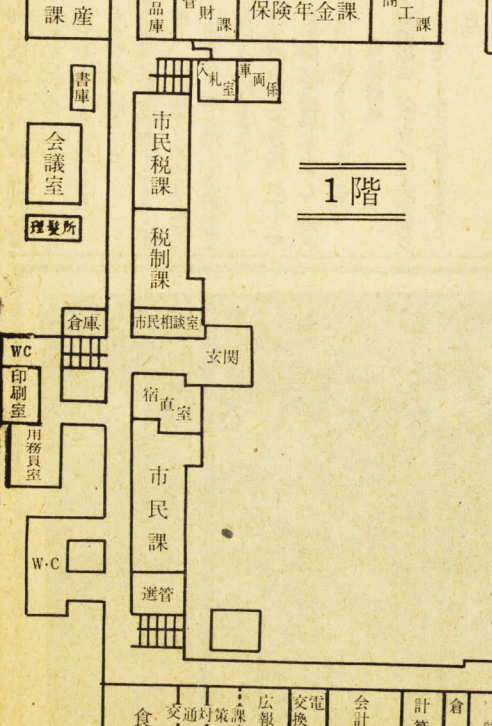 課産
品庫
管財課
保険年金課
商工課
書庫
入札室
車両係
会議室
市民税課
1階
理髪所
税制課
倉庫
市民相談室
WC
玄関
印刷室
宿直室
用務員室
市民課
W·C
選管
食
交通対策課
広報
電
交換
会計
計算
倉